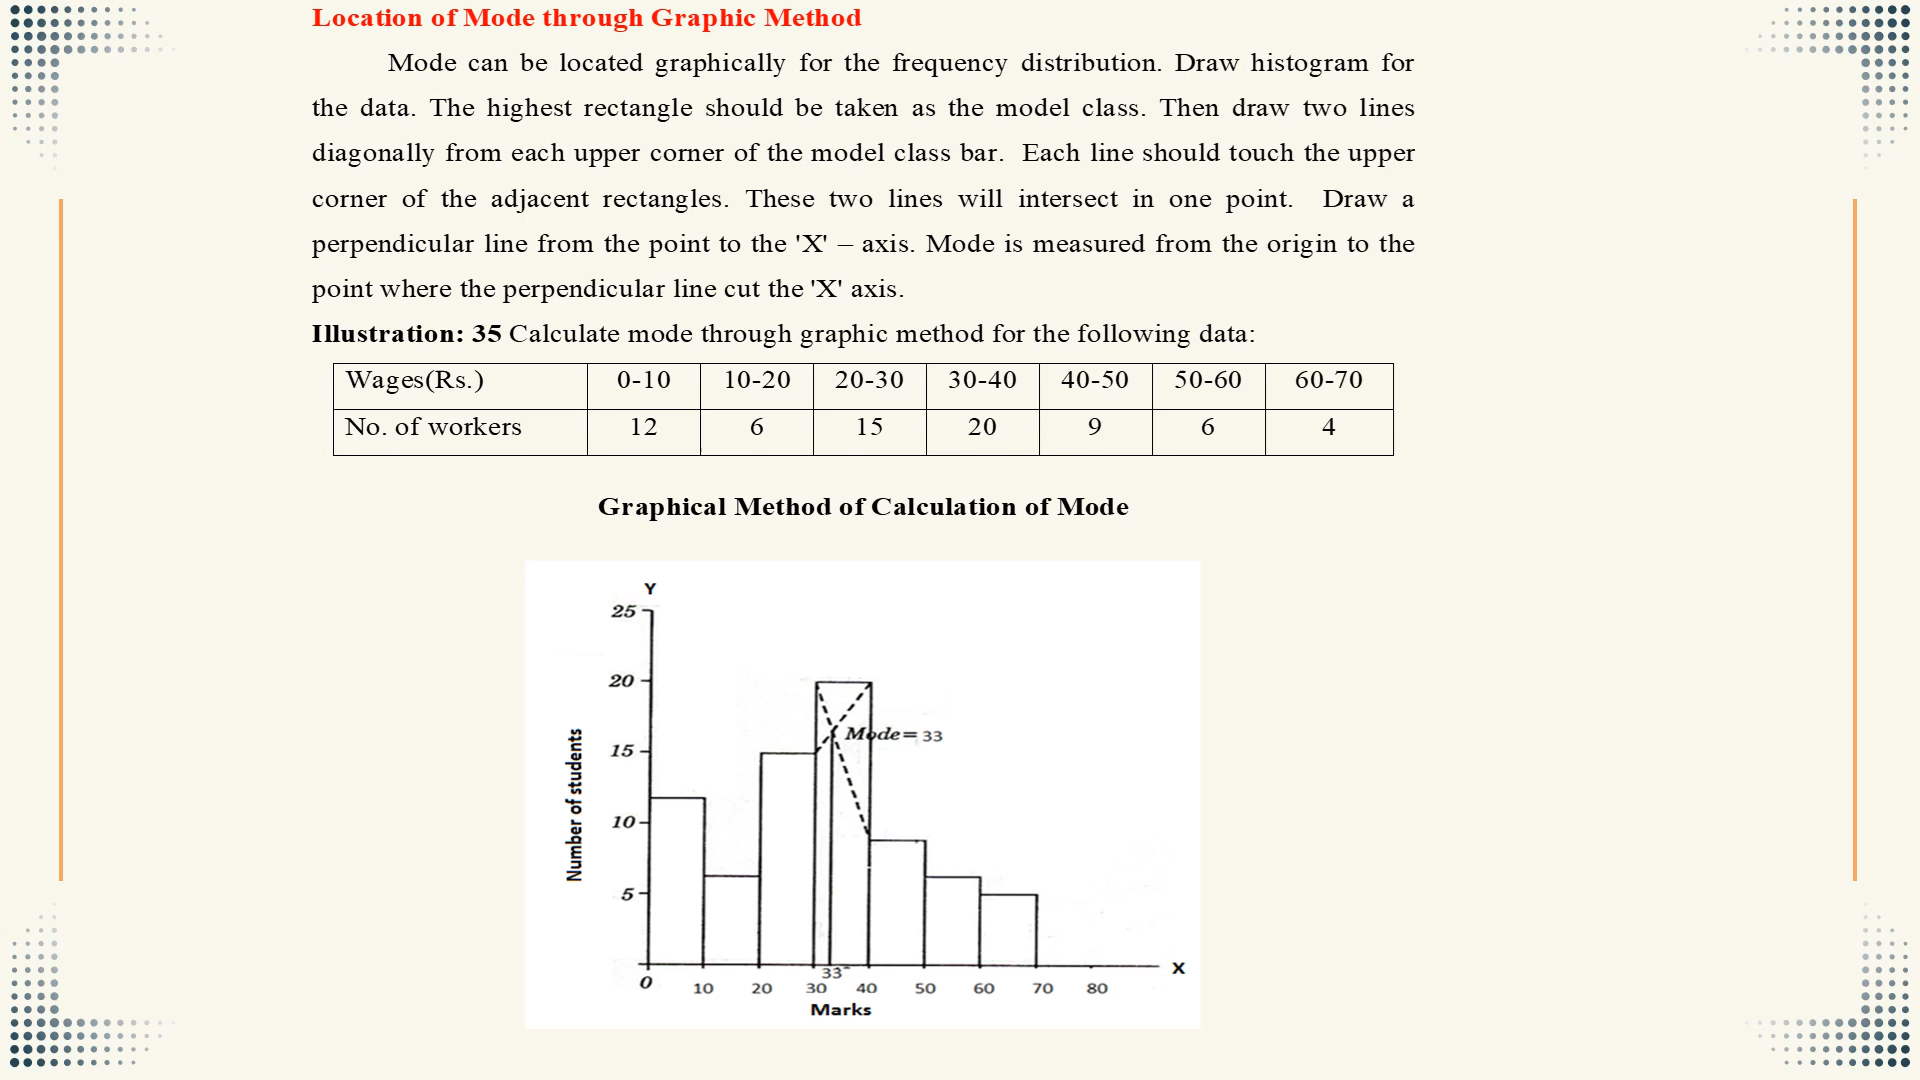 Location of Mode through Graphic Method
Mode can be located graphically for the frequency distribution. Draw histogram for
the data. The highest rectangle should be taken as the model class. Then draw two lines
diagonally from each upper corner of the model class bar. Each line should touch the upper
corner of the adjacent rectangles. These two lines will intersect in one point. Draw a
perpendicular line from the point to the 'X' – axis. Mode is measured from the origin to the
point where the perpendicular line cut the 'X' axis.
Illustration: 35 Calculate mode through graphic method for the following data:
Wages(Rs.) 0-10 10-20 20-30 30-40 40-50 50-60 60-70
No. of workers 12 6 15 20 9 6 4
Graphical Method of Calculation of Mode
Y
25
20
Mode= 33
15
10
5
Number of students
33
X
0 10 20 30 40 50 60 70 80
Marks